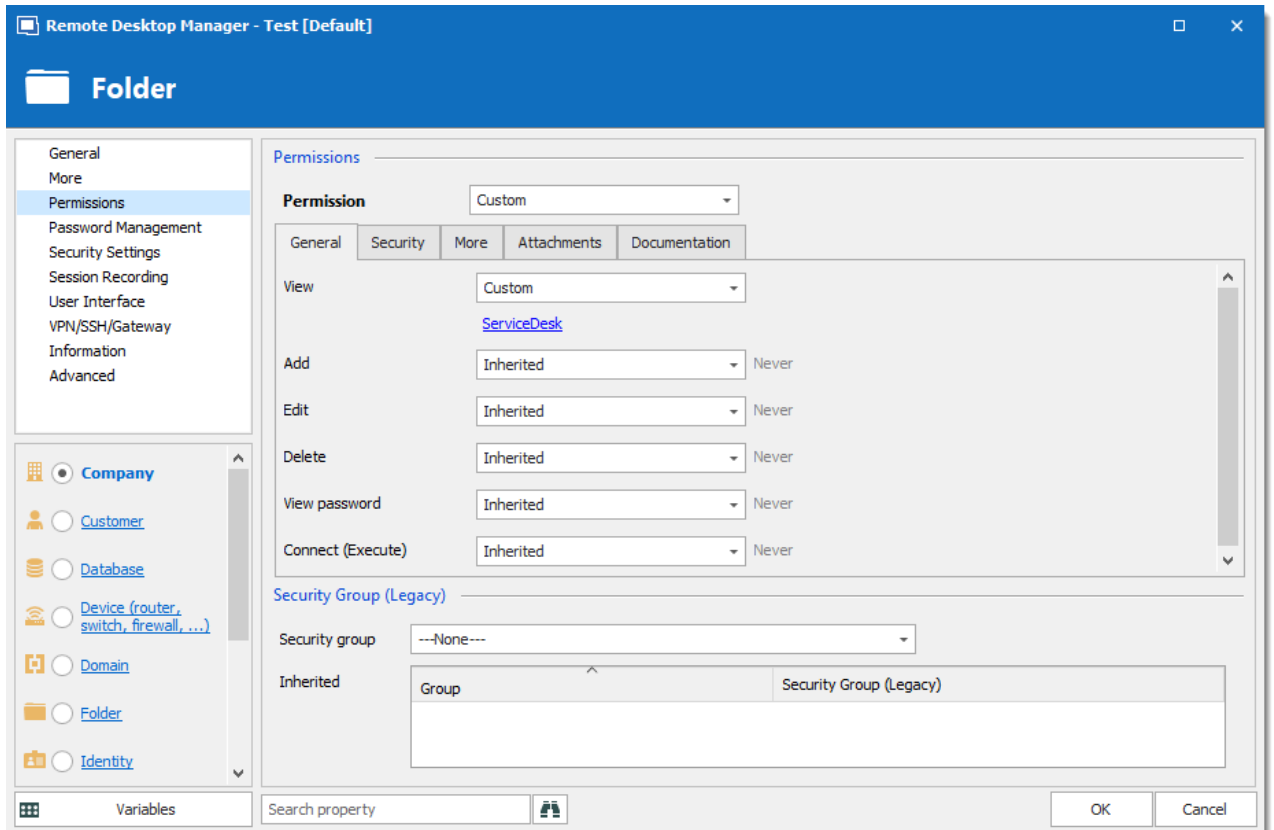 Remote Desktop Manager - Test [Default]
Folder
General
More
Permissions
Password Management
Security Settings
Session Recording
User Interface
VPN/SSH/Gateway
Information
Advanced
Company
Customer
Database
Device (router,
switch, firewall, ...)
Domain
Folder
Identity
Variables
Permissions
Permission Custom
General Security More Attachments Documentation
View Custom
ServiceDesk
Add Inherited Never
Edit Inherited Never
Delete Inherited Never
View password Inherited Never
Connect (Execute) Inherited Never
Security Group (Legacy)
Security group ---None---
Inherited Group Security Group (Legacy)
Search property
OK Cancel